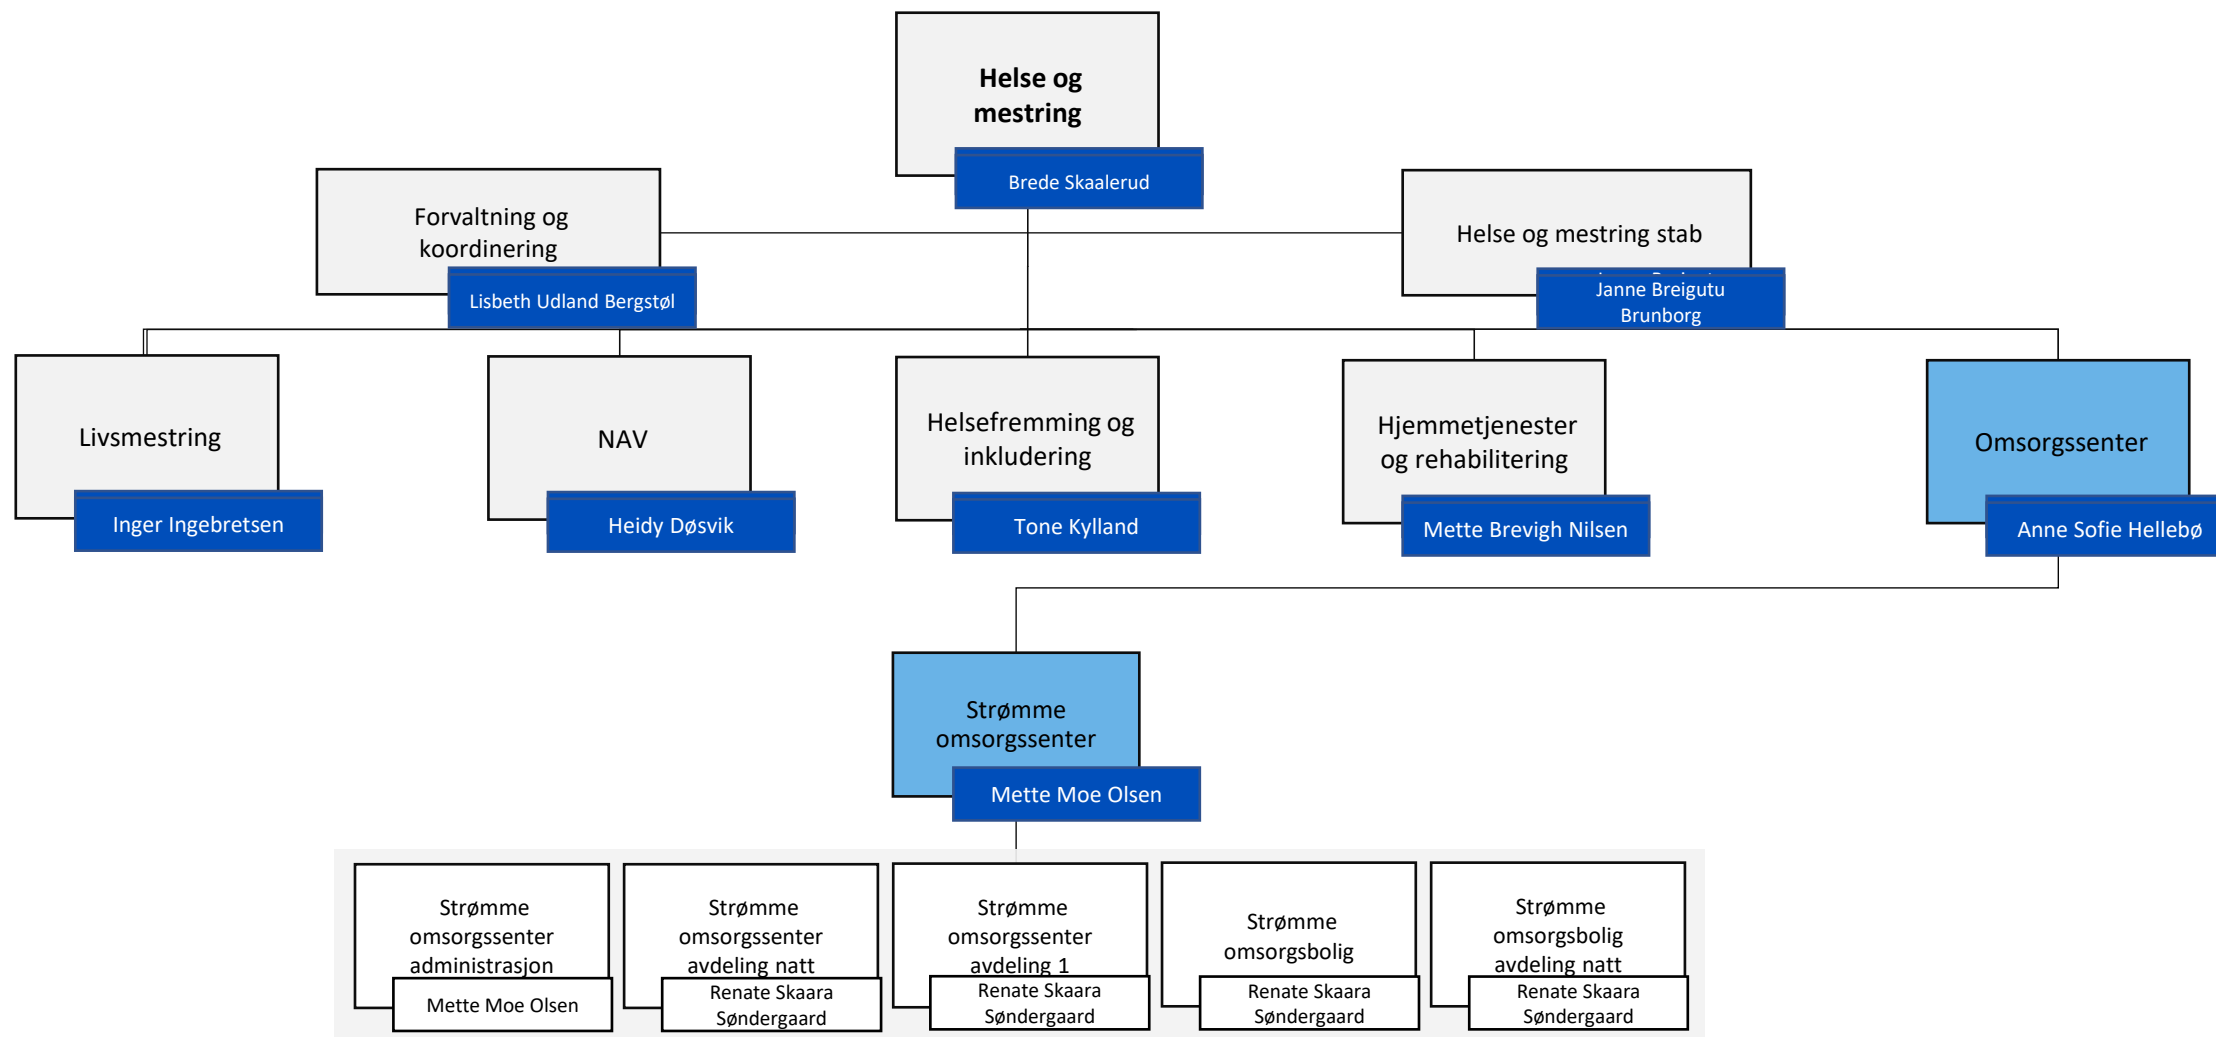 Helse og
mestring
Brede Skaalerud
Forvaltning og
koordinering
Lisbeth Udland Bergstøl
Helse og mestring stab
Janne Breigutu
Brunborg
Livsmestring
Inger Ingebretsen
NAV
Heidy Døsvik
Helsefremming og
inkludering
Tone Kylland
Hjemmetjenester
og rehabilitering
Mette Brevigh Nilsen
Omsorgssenter
Anne Sofie Hellebø
Strømme
omsorgssenter
Mette Moe Olsen
Strømme
omsorgssenter
administrasjon
Mette Moe Olsen
Strømme
omsorgssenter
avdeling natt
Renate Skaara
Søndergaard
Strømme
omsorgssenter
avdeling 1
Renate Skaara
Søndergaard
Strømme
omsorgsbolig
Renate Skaara
Søndergaard
Strømme
omsorgsbolig
avdeling natt
Renate Skaara
Søndergaard